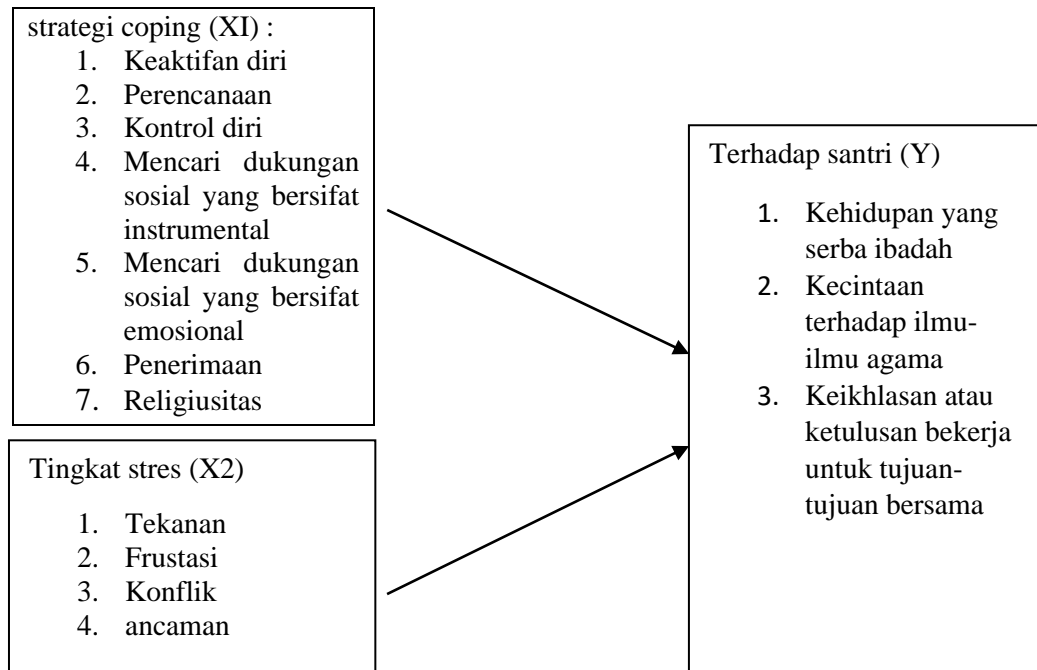 strategi coping (XI) :
1. Keaktifan diri
2. Perencanaan
3. Kontrol diri
4. Mencari dukungan
sosial yang bersifat
instrumental
5. Mencari dukungan
sosial yang bersifat
emosional
6. Penerimaan
7. Religiusitas
Tingkat stres (X2)
1. Tekanan
2. Frustasi
3. Konflik
4. ancaman
Terhadap santri (Y)
1. Kehidupan yang
serba ibadah
2. Kecintaan
terhadap ilmu-
ilmu agama
3. Keikhlasan atau
ketulusan bekerja
untuk tujuan-
tujuan bersama